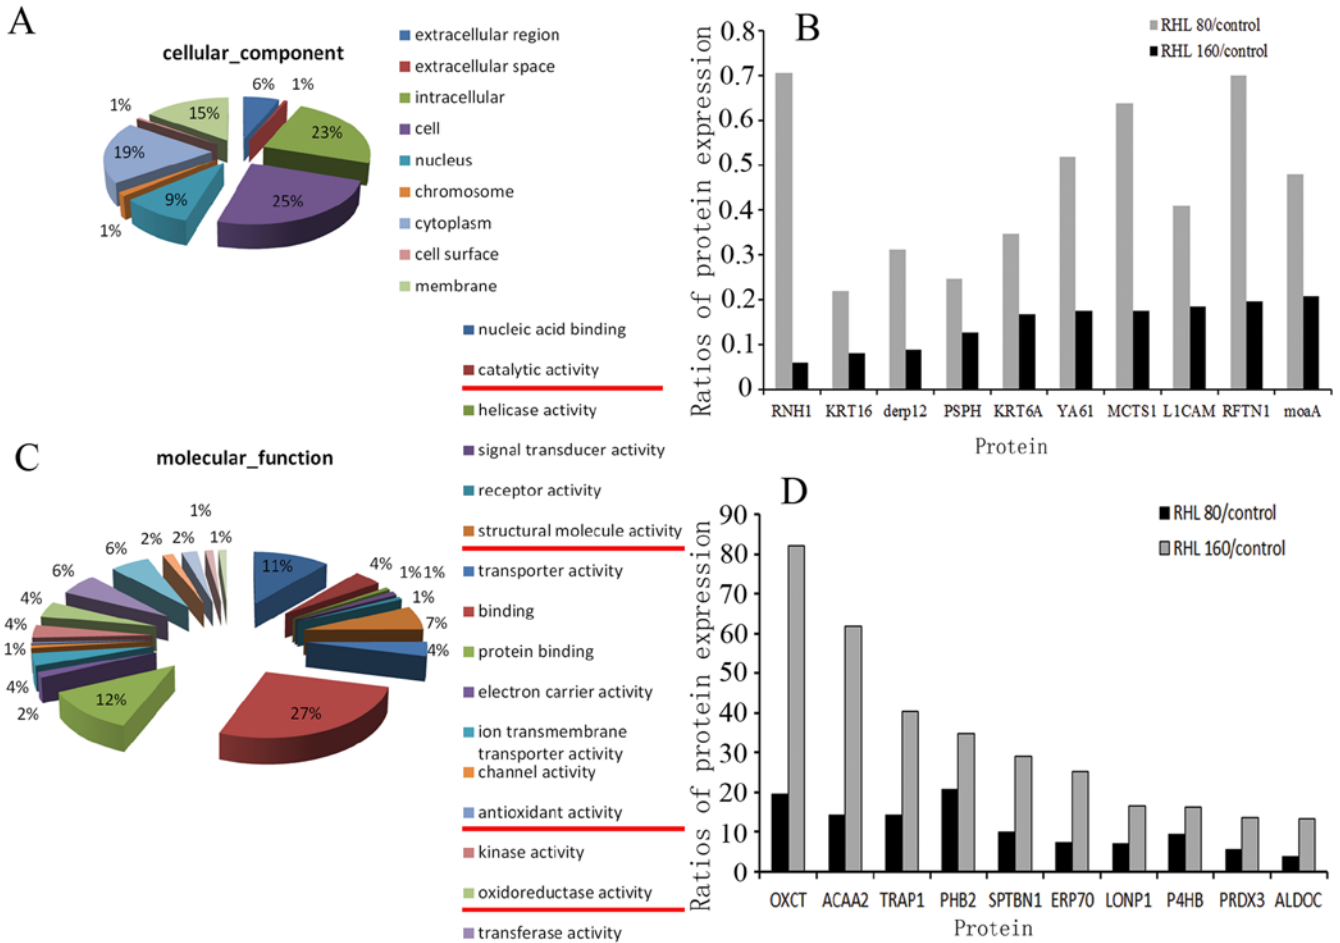 A
cellular_component
6%
1%
23%
25%
9%
1%
19%
1%
15%
extracellular region
extracellular space
intracellular
cell
nucleus
chromosome
cytoplasm
cell surface
membrane
B
RHL 80/control
RHL 160/control
Ratios of protein expression
0.8
0.7
0.6
0.5
0.4
0.3
0.2
0.1
0
RNH1 KRT16 derp12 PSPH KRT6A YA61 MCTS1 L1CAM RFTN1 moaA
Protein
C
molecular_function
11%
4%
1%
1%
1%
7%
4%
27%
12%
2%
4%
1%
4%
4%
6%
6%
2%
2%
1%
1%
nucleic acid binding
catalytic activity
helicase activity
signal transducer activity
receptor activity
structural molecule activity
transporter activity
binding
protein binding
electron carrier activity
ion transmembrane
transporter activity
channel activity
antioxidant activity
kinase activity
oxidoreductase activity
transferase activity
D
RHL 80/control
RHL 160/control
Ratios of protein expression
90
80
70
60
50
40
30
20
10
0
OXCT ACAA2 TRAP1 PHB2 SPTBN1 ERP70 LONP1 P4HB PRDX3 ALDOC
Protein